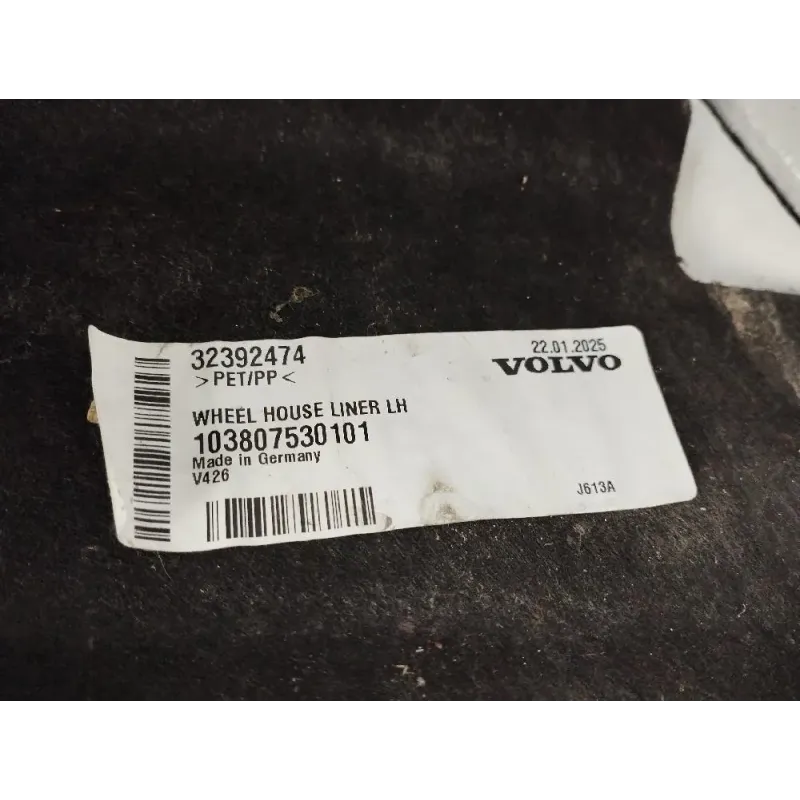 32392474
>PET/PP<
22.01.2025
VOLVO
WHEEL HOUSE LINER LH
103807530101
Made in Germany
V426
J613A